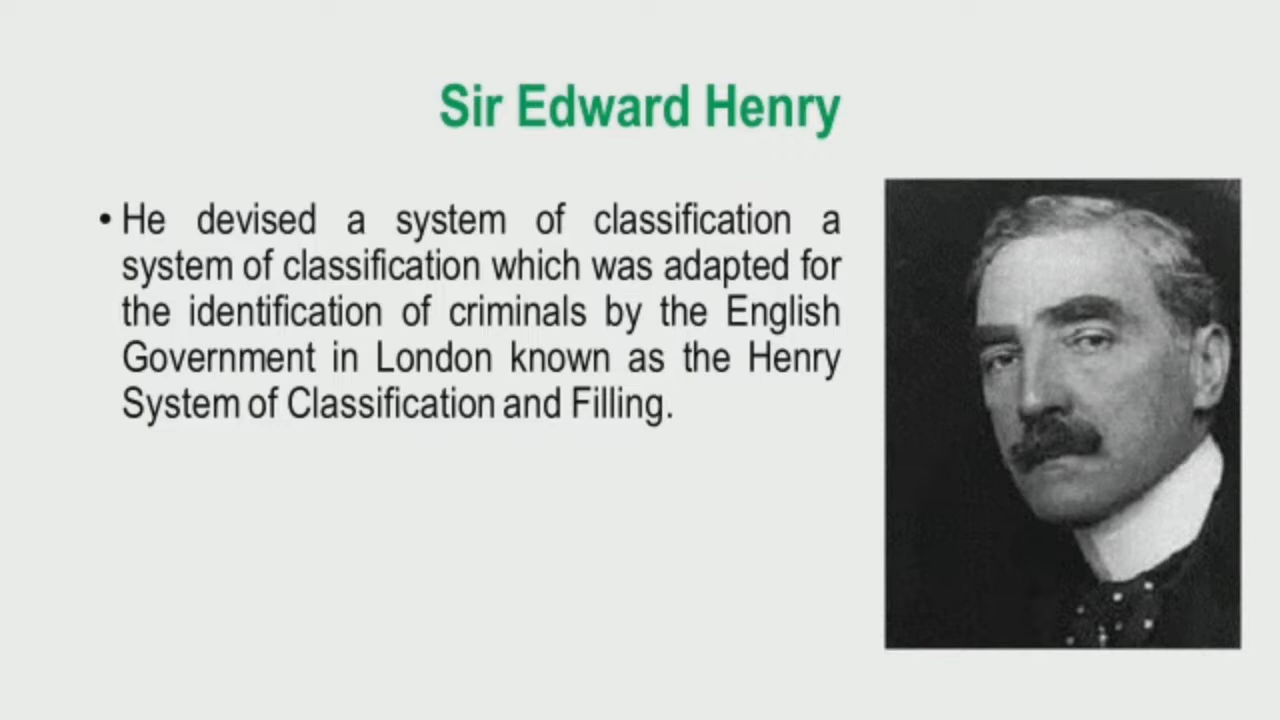 Sir Edward Henry
• He devised a system of classification a
system of classification which was adapted for
the identification of criminals by the English
Government in London known as the Henry
System of Classification and Filling.